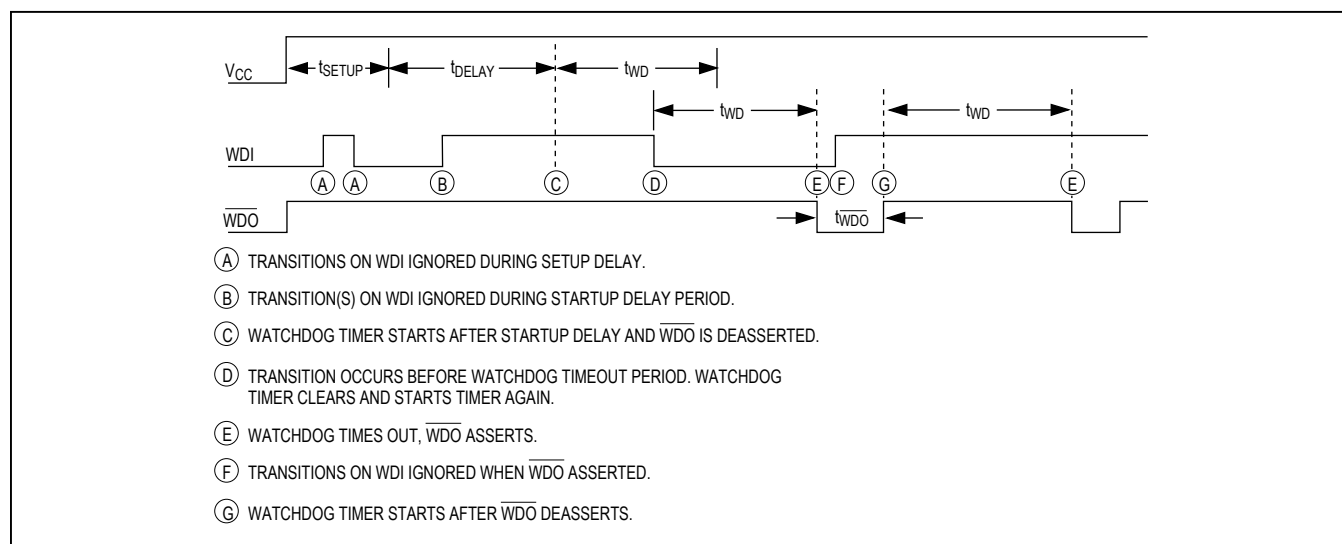 VCC
tSETUP
tDELAY
tWD
tWD
tWD
WDI
A A B C D E F G E
WDO
tWDO
A TRANSITIONS ON WDI IGNORED DURING SETUP DELAY.
B TRANSITION(S) ON WDI IGNORED DURING STARTUP DELAY PERIOD.
C WATCHDOG TIMER STARTS AFTER STARTUP DELAY AND WDO IS DEASSERTED.
D TRANSITION OCCURS BEFORE WATCHDOG TIMEOUT PERIOD. WATCHDOG
TIMER CLEARS AND STARTS TIMER AGAIN.
E WATCHDOG TIMES OUT, WDO ASSERTS.
F TRANSITIONS ON WDI IGNORED WHEN WDO ASSERTED.
G WATCHDOG TIMER STARTS AFTER WDO DEASSERTS.